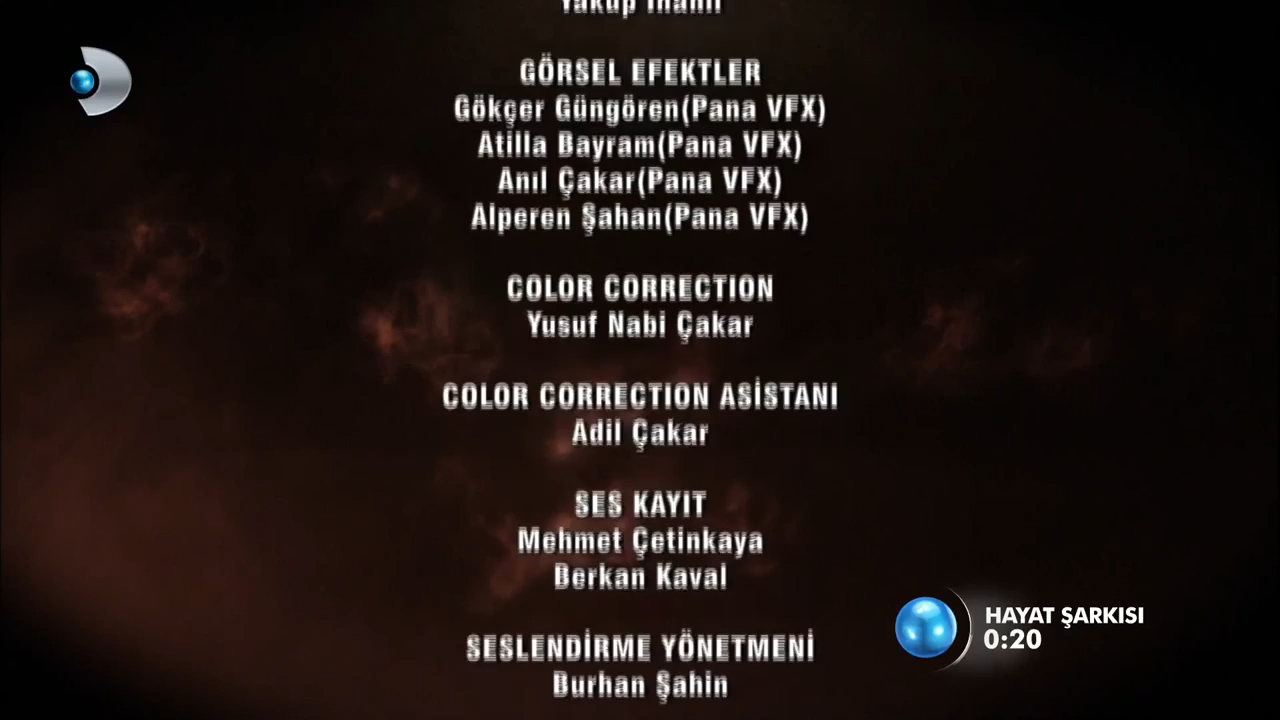 GÖRSEL EFEKTLER
Gökçer Güngören(Pana VFX)
Atilla Bayram(Pana VFX)
Anıl Çakar(Pana VFX)
Alperen Şahan(Pana VFX)
COLOR CORRECTION
Yusuf Nabi Çakar
COLOR CORRECTION ASİSTANI
Adil Çakar
SES KAYIT
Mehmet Çetinkaya
Berkan Kaval
SESLENDİRME YÖNETMENİ
Burhan Şahin
HAYAT ŞARKISI
0:20